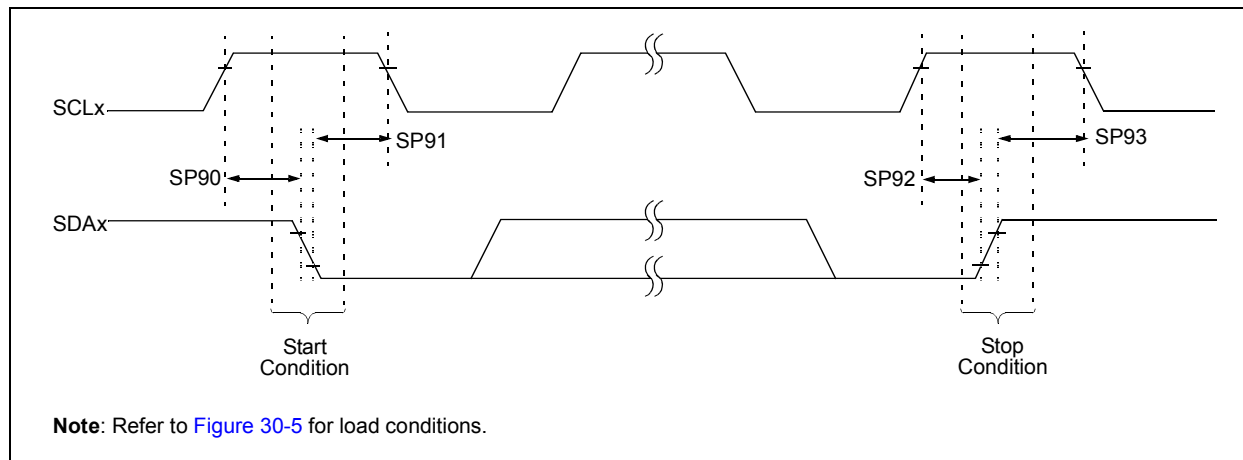 SCLx
SP91
SP93
SP90
SP92
SDAx
Start
Condition
Stop
Condition
Note: Refer to Figure 30-5 for load conditions.